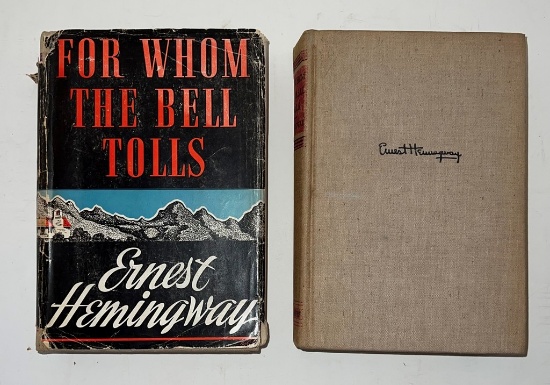 FOR WHOM
THE BELL
TOLLS
Ernest
Hemingway
Ernest Hemingway